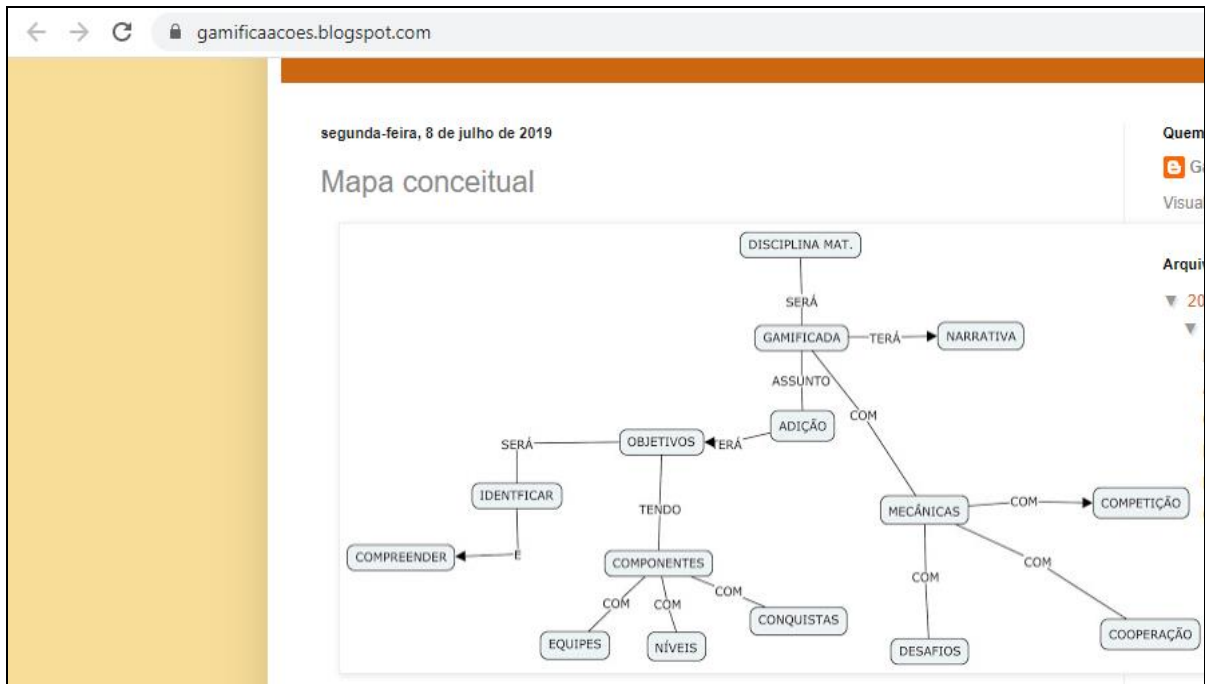 gamificaacoes.blogspot.com
segunda-feira, 8 de julho de 2019
Mapa conceitual
DISCIPLINA MAT.
SERÁ
GAMIFICADA
TERÁ
NARRATIVA
ASSUNTO
COM
ADIÇÃO
TERÁ
OBJETIVOS
SERÁ
IDENTFICAR
E
COMPREENDER
TENDO
COMPONENTES
COM
COM
COM
EQUIPES
NÍVEIS
CONQUISTAS
MECÂNICAS
COM
COMPETIÇÃO
COM
COM
DESAFIOS
COOPERAÇÃO
Quem
G
Visua
Arqui
20